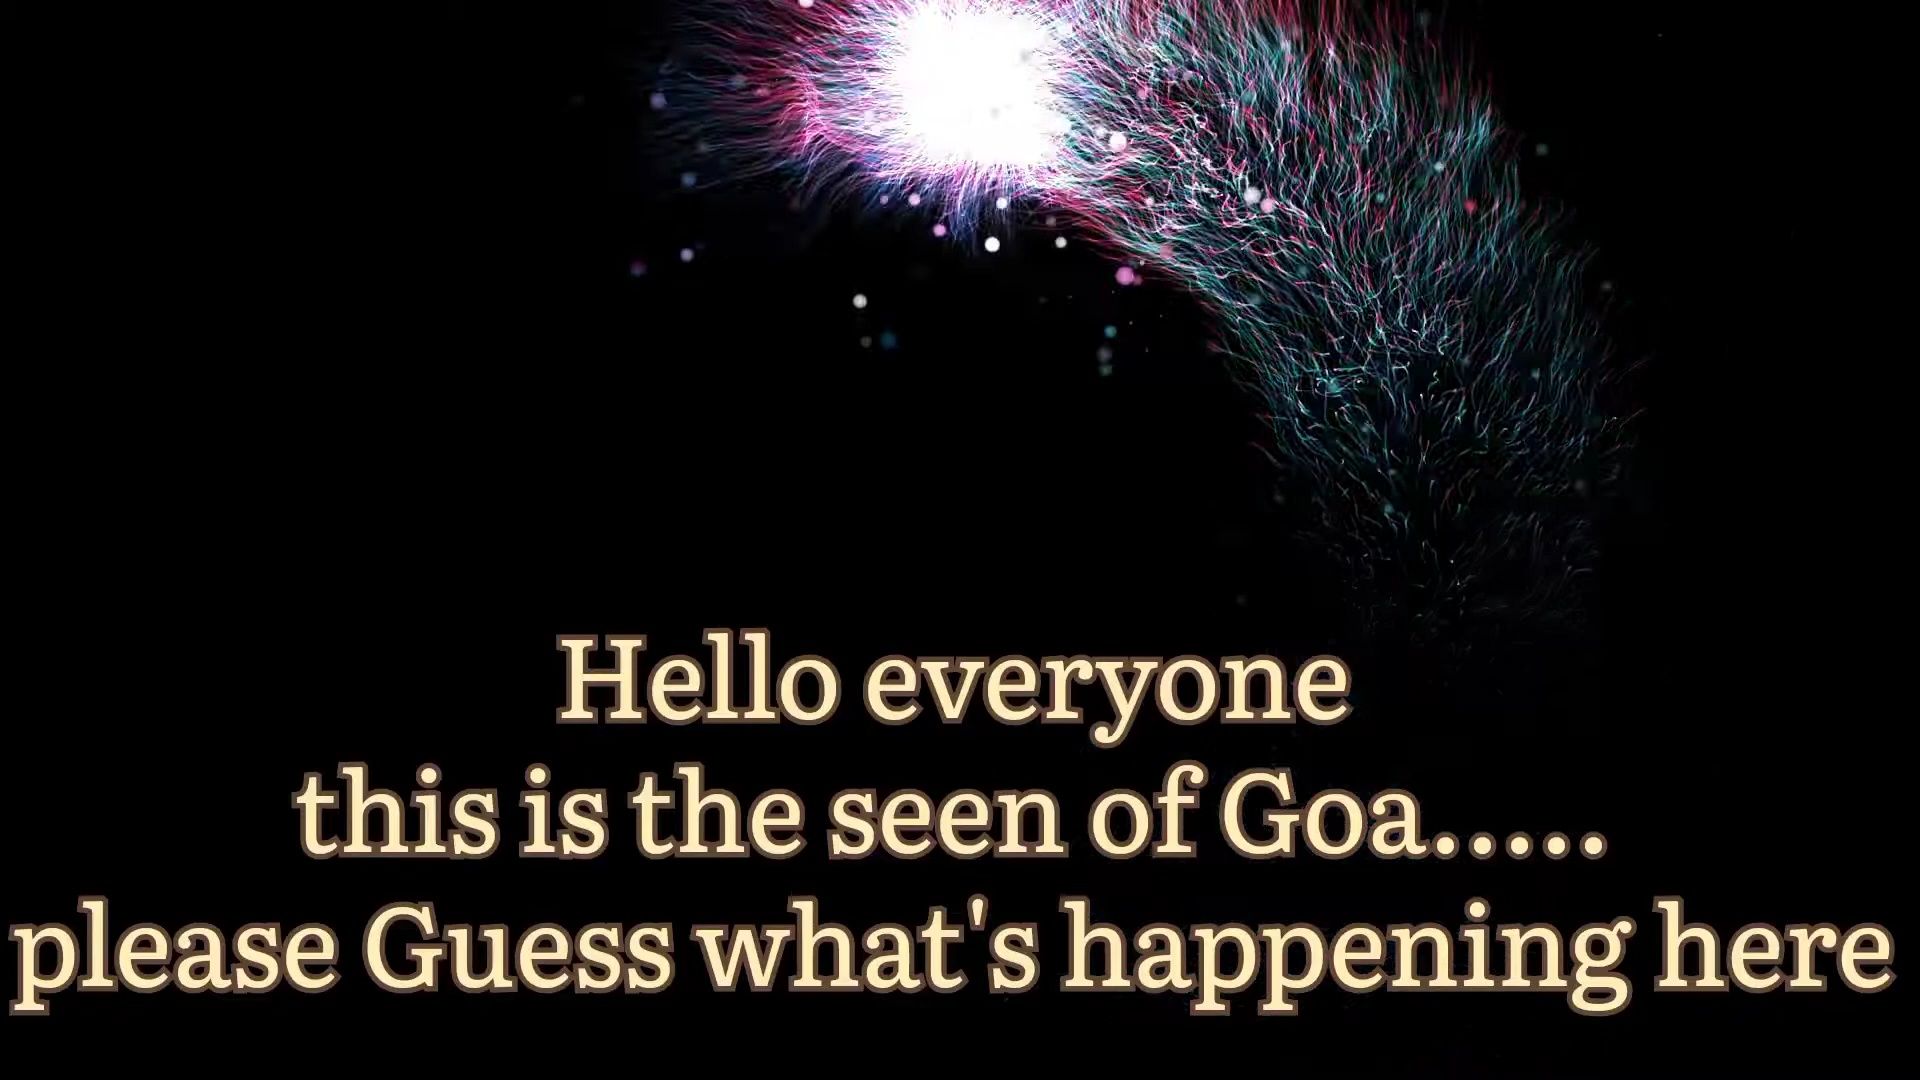 Hello everyone
this is the seen of Goa.....
please Guess what's happening here